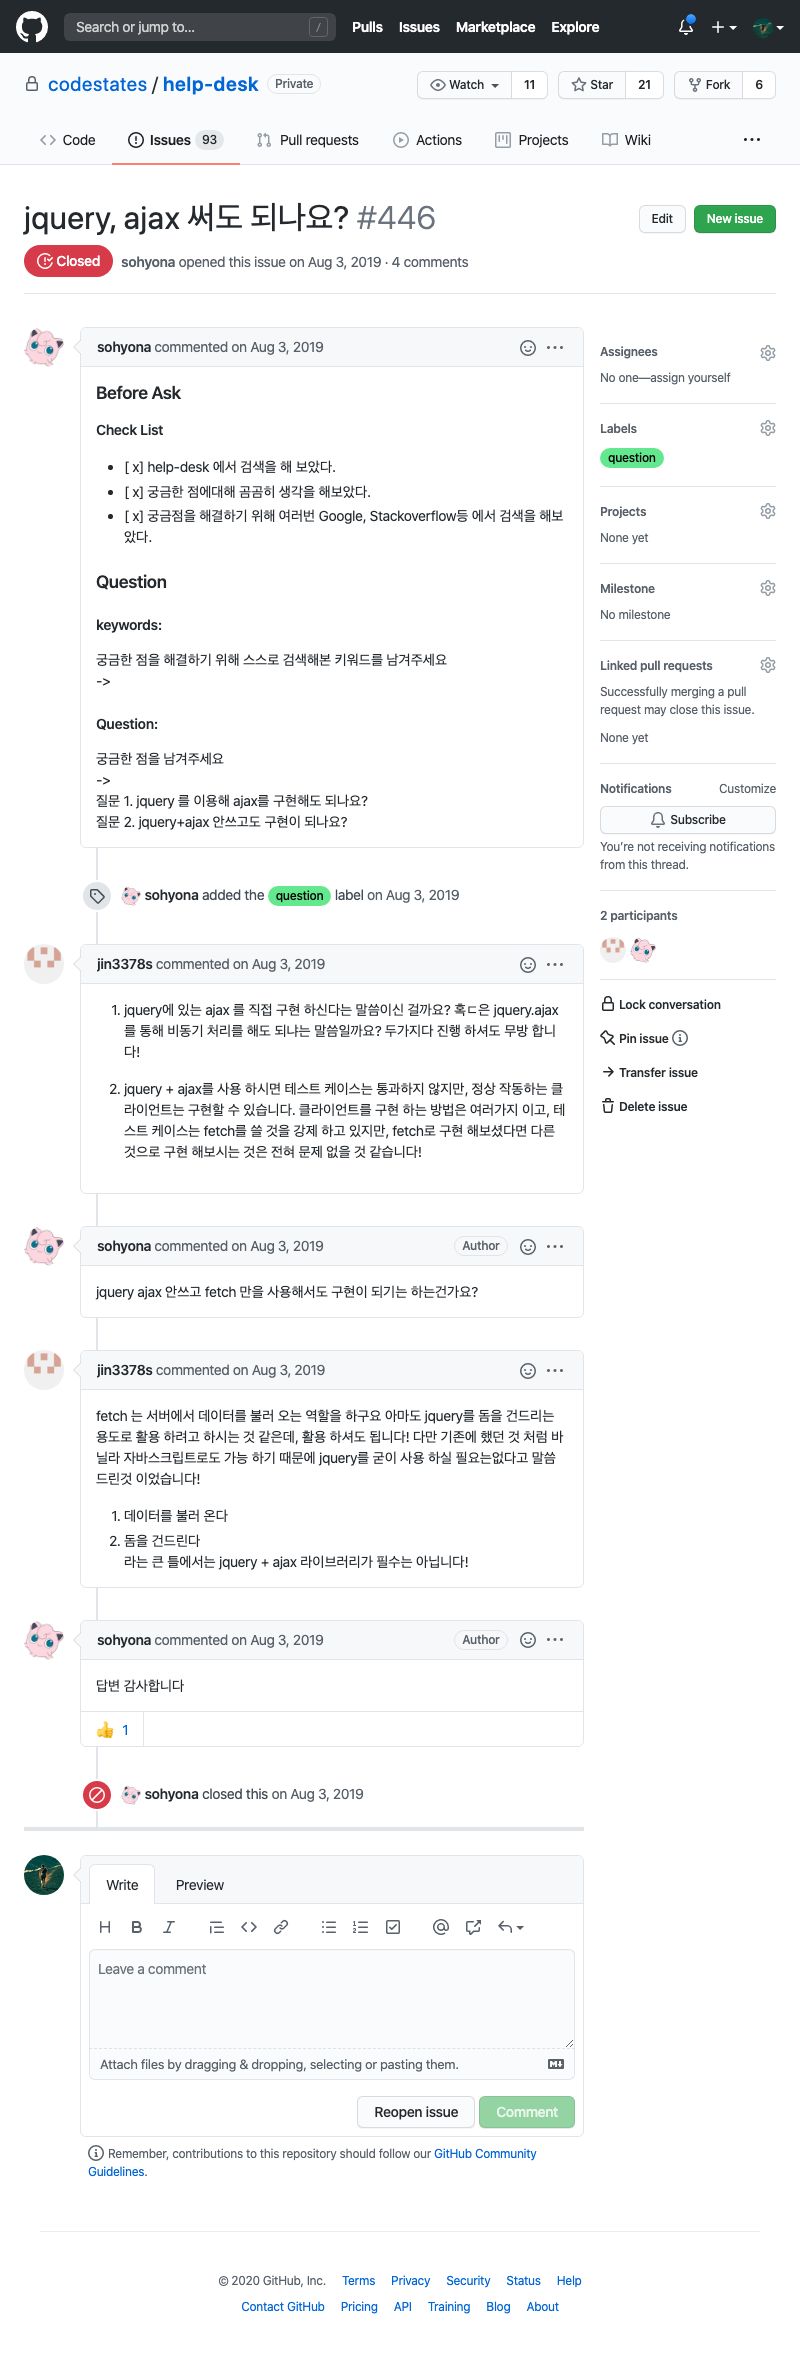 Search or jump to...
/
Pulls
Issues
Marketplace
Explore
codestates / help-desk
Private
Watch
11
Star
21
Fork
6
Code
Issues
93
Pull requests
Actions
Projects
Wiki
jquery, ajax 써도 되나요? #446
Edit
New issue
Closed
sohyona opened this issue on Aug 3, 2019 · 4 comments
sohyona commented on Aug 3, 2019
Before Ask
Check List
[ x] help-desk 에서 검색을 해 보았다.
[ x] 궁금한 점에대해 곰곰히 생각을 해보았다.
[ x] 궁금점을 해결하기 위해 여러번 Google, Stackoverflow등 에서 검색을 해보
았다.
Question
keywords:
궁금한 점을 해결하기 위해 스스로 검색해본 키워드를 남겨주세요
->
Question:
궁금한 점을 남겨주세요
->
질문 1. jquery 를 이용해 ajax를 구현해도 되나요?
질문 2. jquery+ajax 안쓰고도 구현이 되나요?
sohyona added the question label on Aug 3, 2019
jin3378s commented on Aug 3, 2019
1. jquery에 있는 ajax 를 직접 구현 하신다는 말씀이신 걸까요? 혹ㄷ은 jquery.ajax
를 통해 비동기 처리를 해도 되냐는 말씀일까요? 두가지다 진행 하셔도 무방 합니
다!
2. jquery + ajax를 사용 하시면 테스트 케이스는 통과하지 않지만, 정상 작동하는 클
라이언트는 구현할 수 있습니다. 클라이언트를 구현 하는 방법은 여러가지 이고, 테
스트 케이스는 fetch를 쓸 것을 강제 하고 있지만, fetch로 구현 해보셨다면 다른
것으로 구현 해보시는 것은 전혀 문제 없을 것 같습니다!
sohyona commented on Aug 3, 2019
Author
jquery ajax 안쓰고 fetch 만을 사용해서도 구현이 되기는 하는건가요?
jin3378s commented on Aug 3, 2019
fetch 는 서버에서 데이터를 불러 오는 역할을 하구요 아마도 jquery를 돔을 건드리는
용도로 활용 하려고 하시는 것 같은데, 활용 하셔도 됩니다! 다만 기존에 했던 것 처럼 바
닐라 자바스크립트로도 가능 하기 때문에 jquery를 굳이 사용 하실 필요는없다고 말씀
드린것 이었습니다!
1. 데이터를 불러 온다
2. 돔을 건드린다
라는 큰 틀에서는 jquery + ajax 라이브러리가 필수는 아닙니다!
sohyona commented on Aug 3, 2019
Author
답변 감사합니다
👍 1
sohyona closed this on Aug 3, 2019
Write
Preview
Leave a comment
Attach files by dragging & dropping, selecting or pasting them.
Reopen issue
Comment
Remember, contributions to this repository should follow our GitHub Community
Guidelines.
Assignees
No one—assign yourself
Labels
question
Projects
None yet
Milestone
No milestone
Linked pull requests
Successfully merging a pull
request may close this issue.
None yet
Notifications
Customize
Subscribe
You're not receiving notifications
from this thread.
2 participants
Lock conversation
Pin issue
Transfer issue
Delete issue
© 2020 GitHub, Inc.
Terms
Privacy
Security
Status
Help
Contact GitHub
Pricing
API
Training
Blog
About